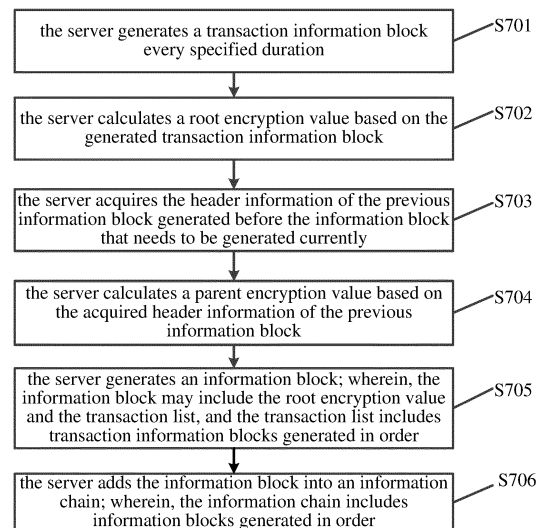 the server generates a transaction information block
every specified duration
S701
the server calculates a root encryption value based on the
generated transaction information block
S702
the server acquires the header information of the previous
information block generated before the information block
that needs to be generated currently
S703
the server calculates a parent encryption value based on
the acquired header information of the previous
information block
S704
the server generates an information block; wherein, the
information block may include the root encryption value
and the transaction list, and the transaction list includes
transaction information blocks generated in order
S705
the server adds the information block into an information
chain; wherein, the information chain includes
information blocks generated in order
S706